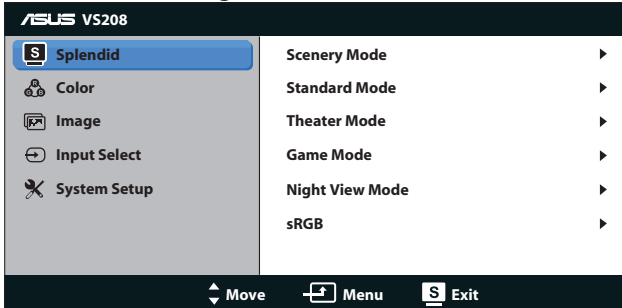 ASUS VS208
S Splendid
Color
Image
Input Select
System Setup
Scenery Mode
Standard Mode
Theater Mode
Game Mode
Night View Mode
sRGB
Move Menu S Exit